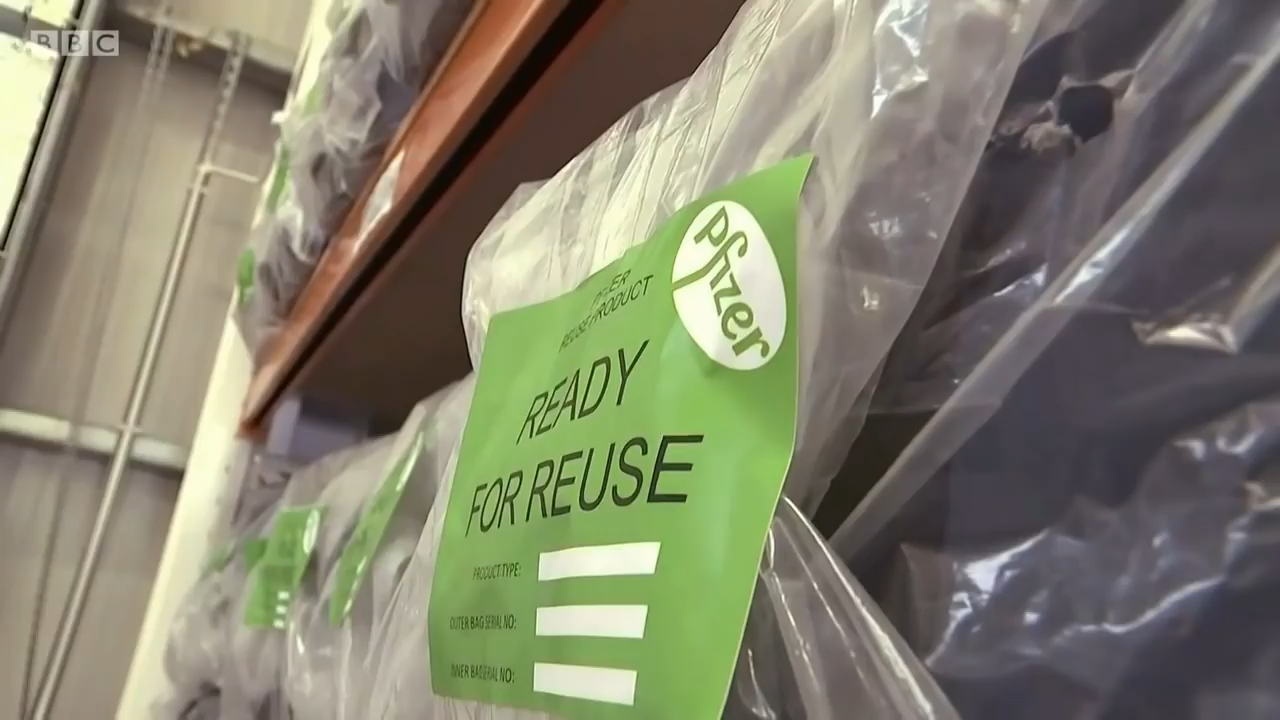 BBC
Pfizer
PFIZER
REUSE PRODUCT
READY
FOR REUSE
PRODUCT TYPE:
OUTER BAG SERIAL NO:
INNER BAG SERIAL NO: